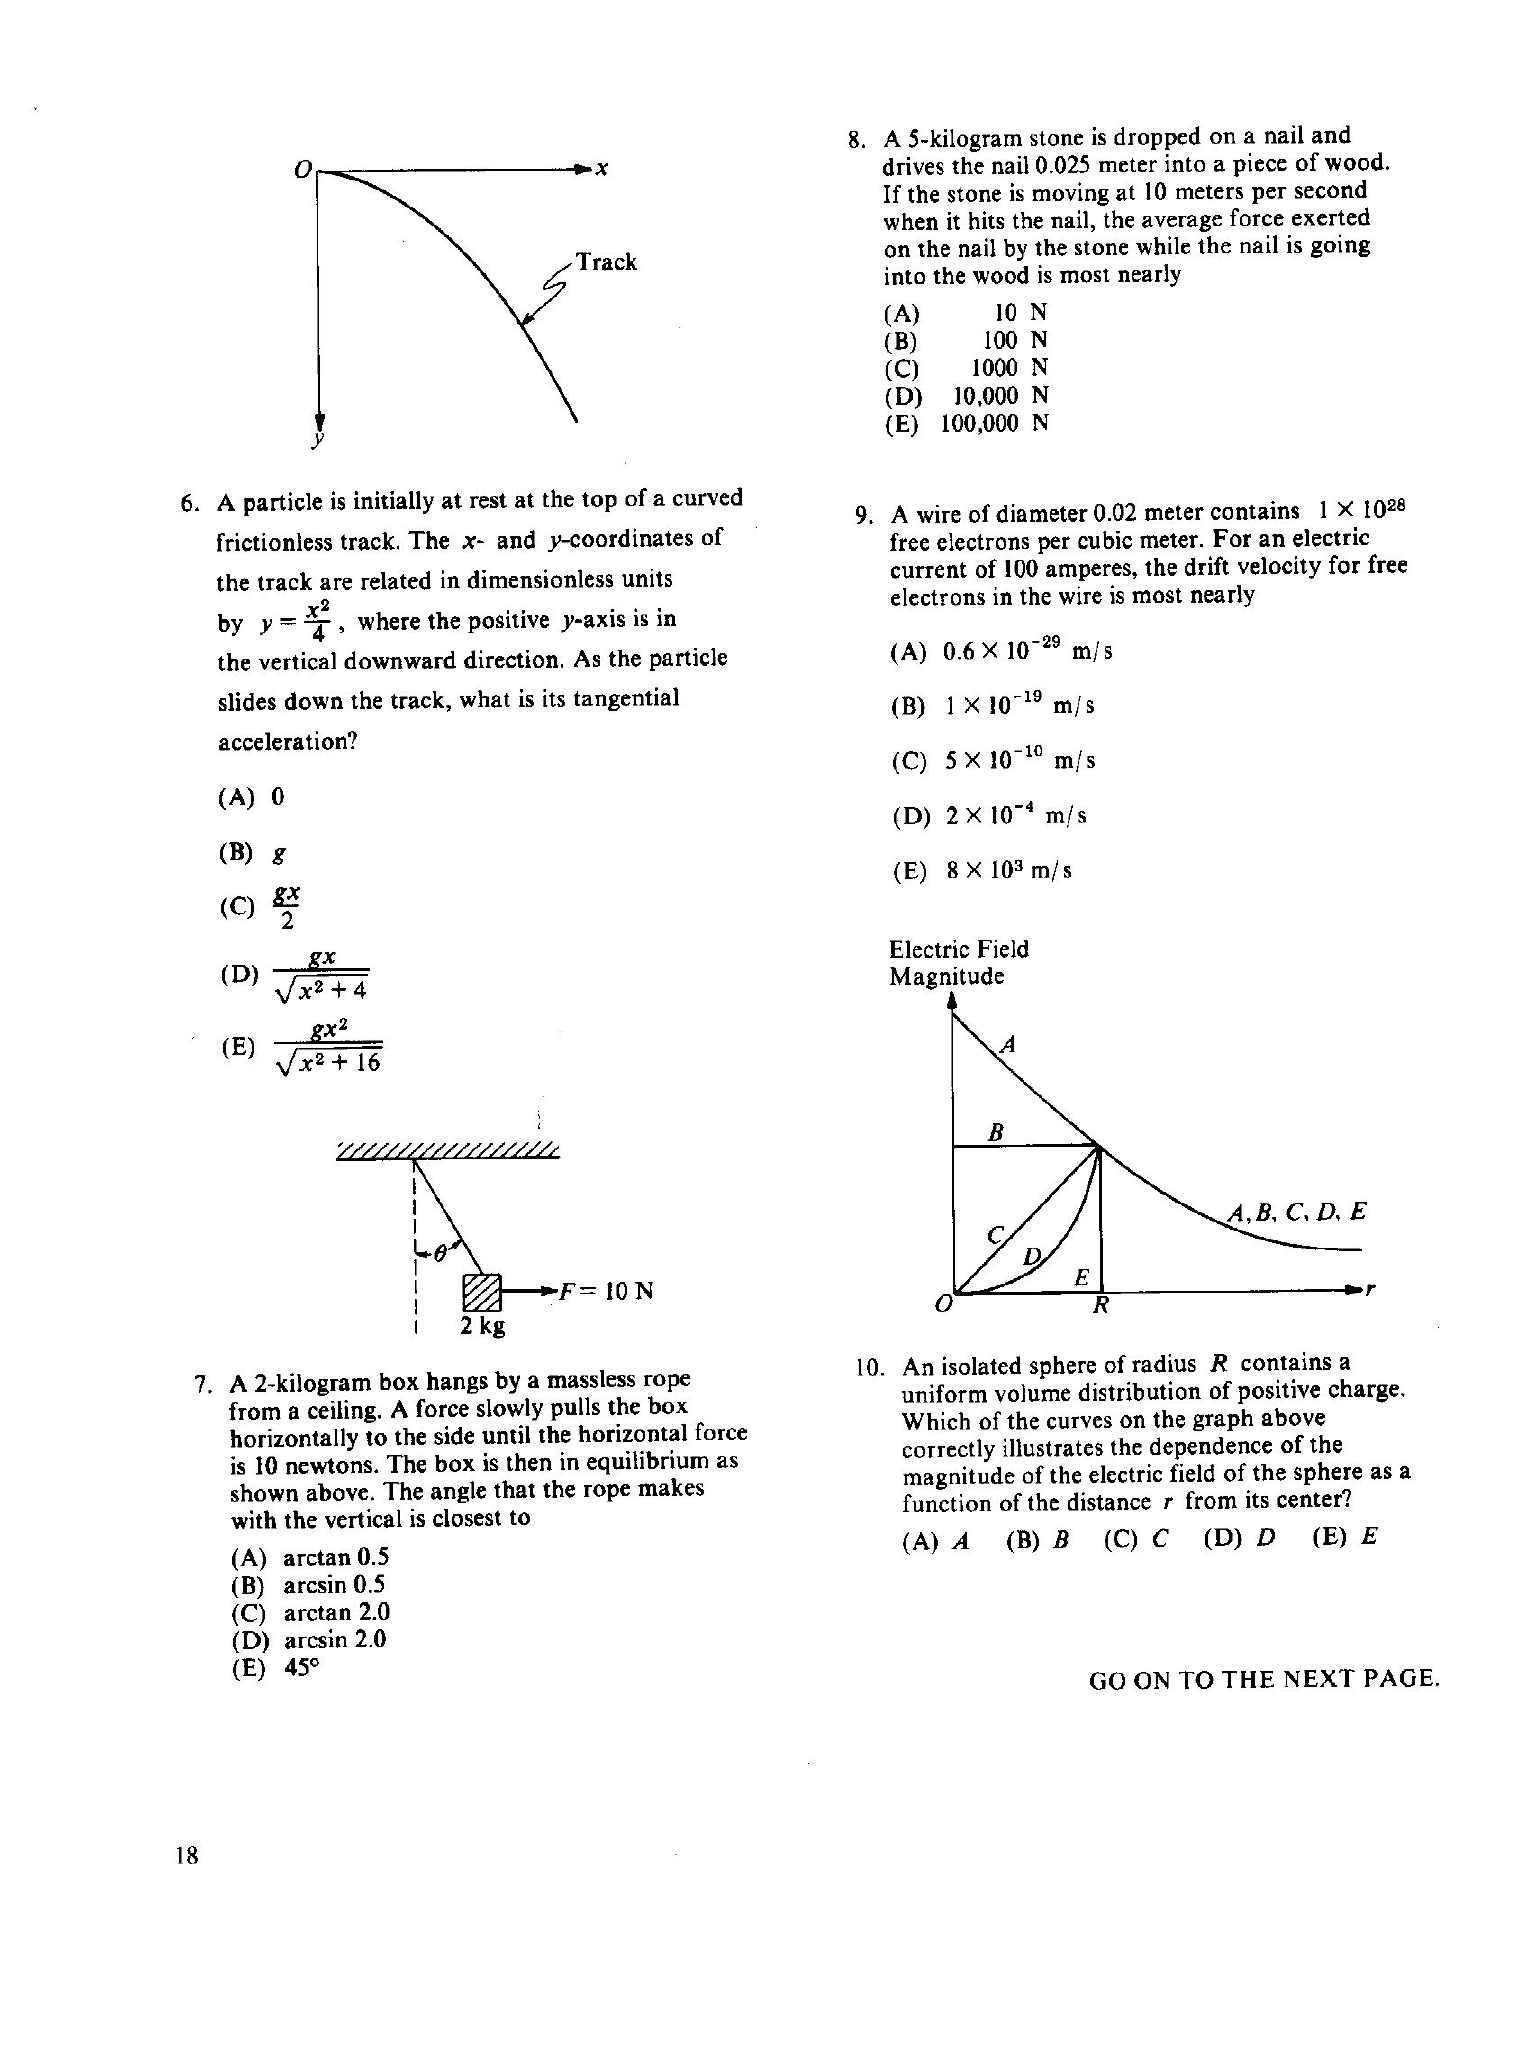 O
x
Track
y
6. A particle is initially at rest at the top of a curved
frictionless track. The x- and y-coordinates of
the track are related in dimensionless units
by y = x²/4, where the positive y-axis is in
the vertical downward direction. As the particle
slides down the track, what is its tangential
acceleration?
(A) 0
(B) g
(C) gx/2
(D) gx/√(x² + 4)
(E) gx²/√(x² + 16)
θ
F = 10 N
2 kg
7. A 2-kilogram box hangs by a massless rope
from a ceiling. A force slowly pulls the box
horizontally to the side until the horizontal force
is 10 newtons. The box is then in equilibrium as
shown above. The angle that the rope makes
with the vertical is closest to
(A) arctan 0.5
(B) arcsin 0.5
(C) arctan 2.0
(D) arcsin 2.0
(E) 45°
8. A 5-kilogram stone is dropped on a nail and
drives the nail 0.025 meter into a piece of wood.
If the stone is moving at 10 meters per second
when it hits the nail, the average force exerted
on the nail by the stone while the nail is going
into the wood is most nearly
(A) 10 N
(B) 100 N
(C) 1000 N
(D) 10,000 N
(E) 100,000 N
9. A wire of diameter 0.02 meter contains 1 × 10²⁸
free electrons per cubic meter. For an electric
current of 100 amperes, the drift velocity for free
electrons in the wire is most nearly
(A) 0.6 × 10⁻²⁹ m/s
(B) 1 × 10⁻¹⁹ m/s
(C) 5 × 10⁻¹⁰ m/s
(D) 2 × 10⁻⁴ m/s
(E) 8 × 10³ m/s
Electric Field
Magnitude
A
B
A, B, C, D, E
C
D
E
O
R
r
10. An isolated sphere of radius R contains a
uniform volume distribution of positive charge.
Which of the curves on the graph above
correctly illustrates the dependence of the
magnitude of the electric field of the sphere as a
function of the distance r from its center?
(A) A (B) B (C) C (D) D (E) E
GO ON TO THE NEXT PAGE.
18